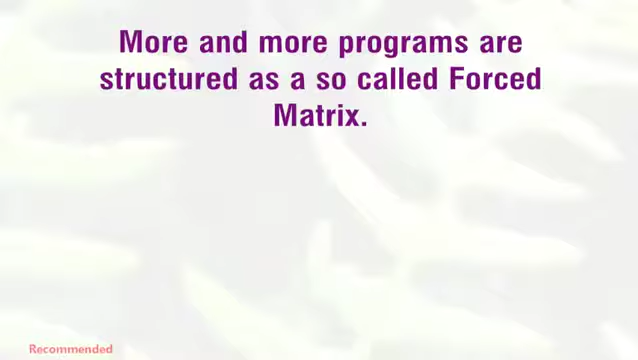 More and more programs are
structured as a so called Forced
Matrix.
Recommended